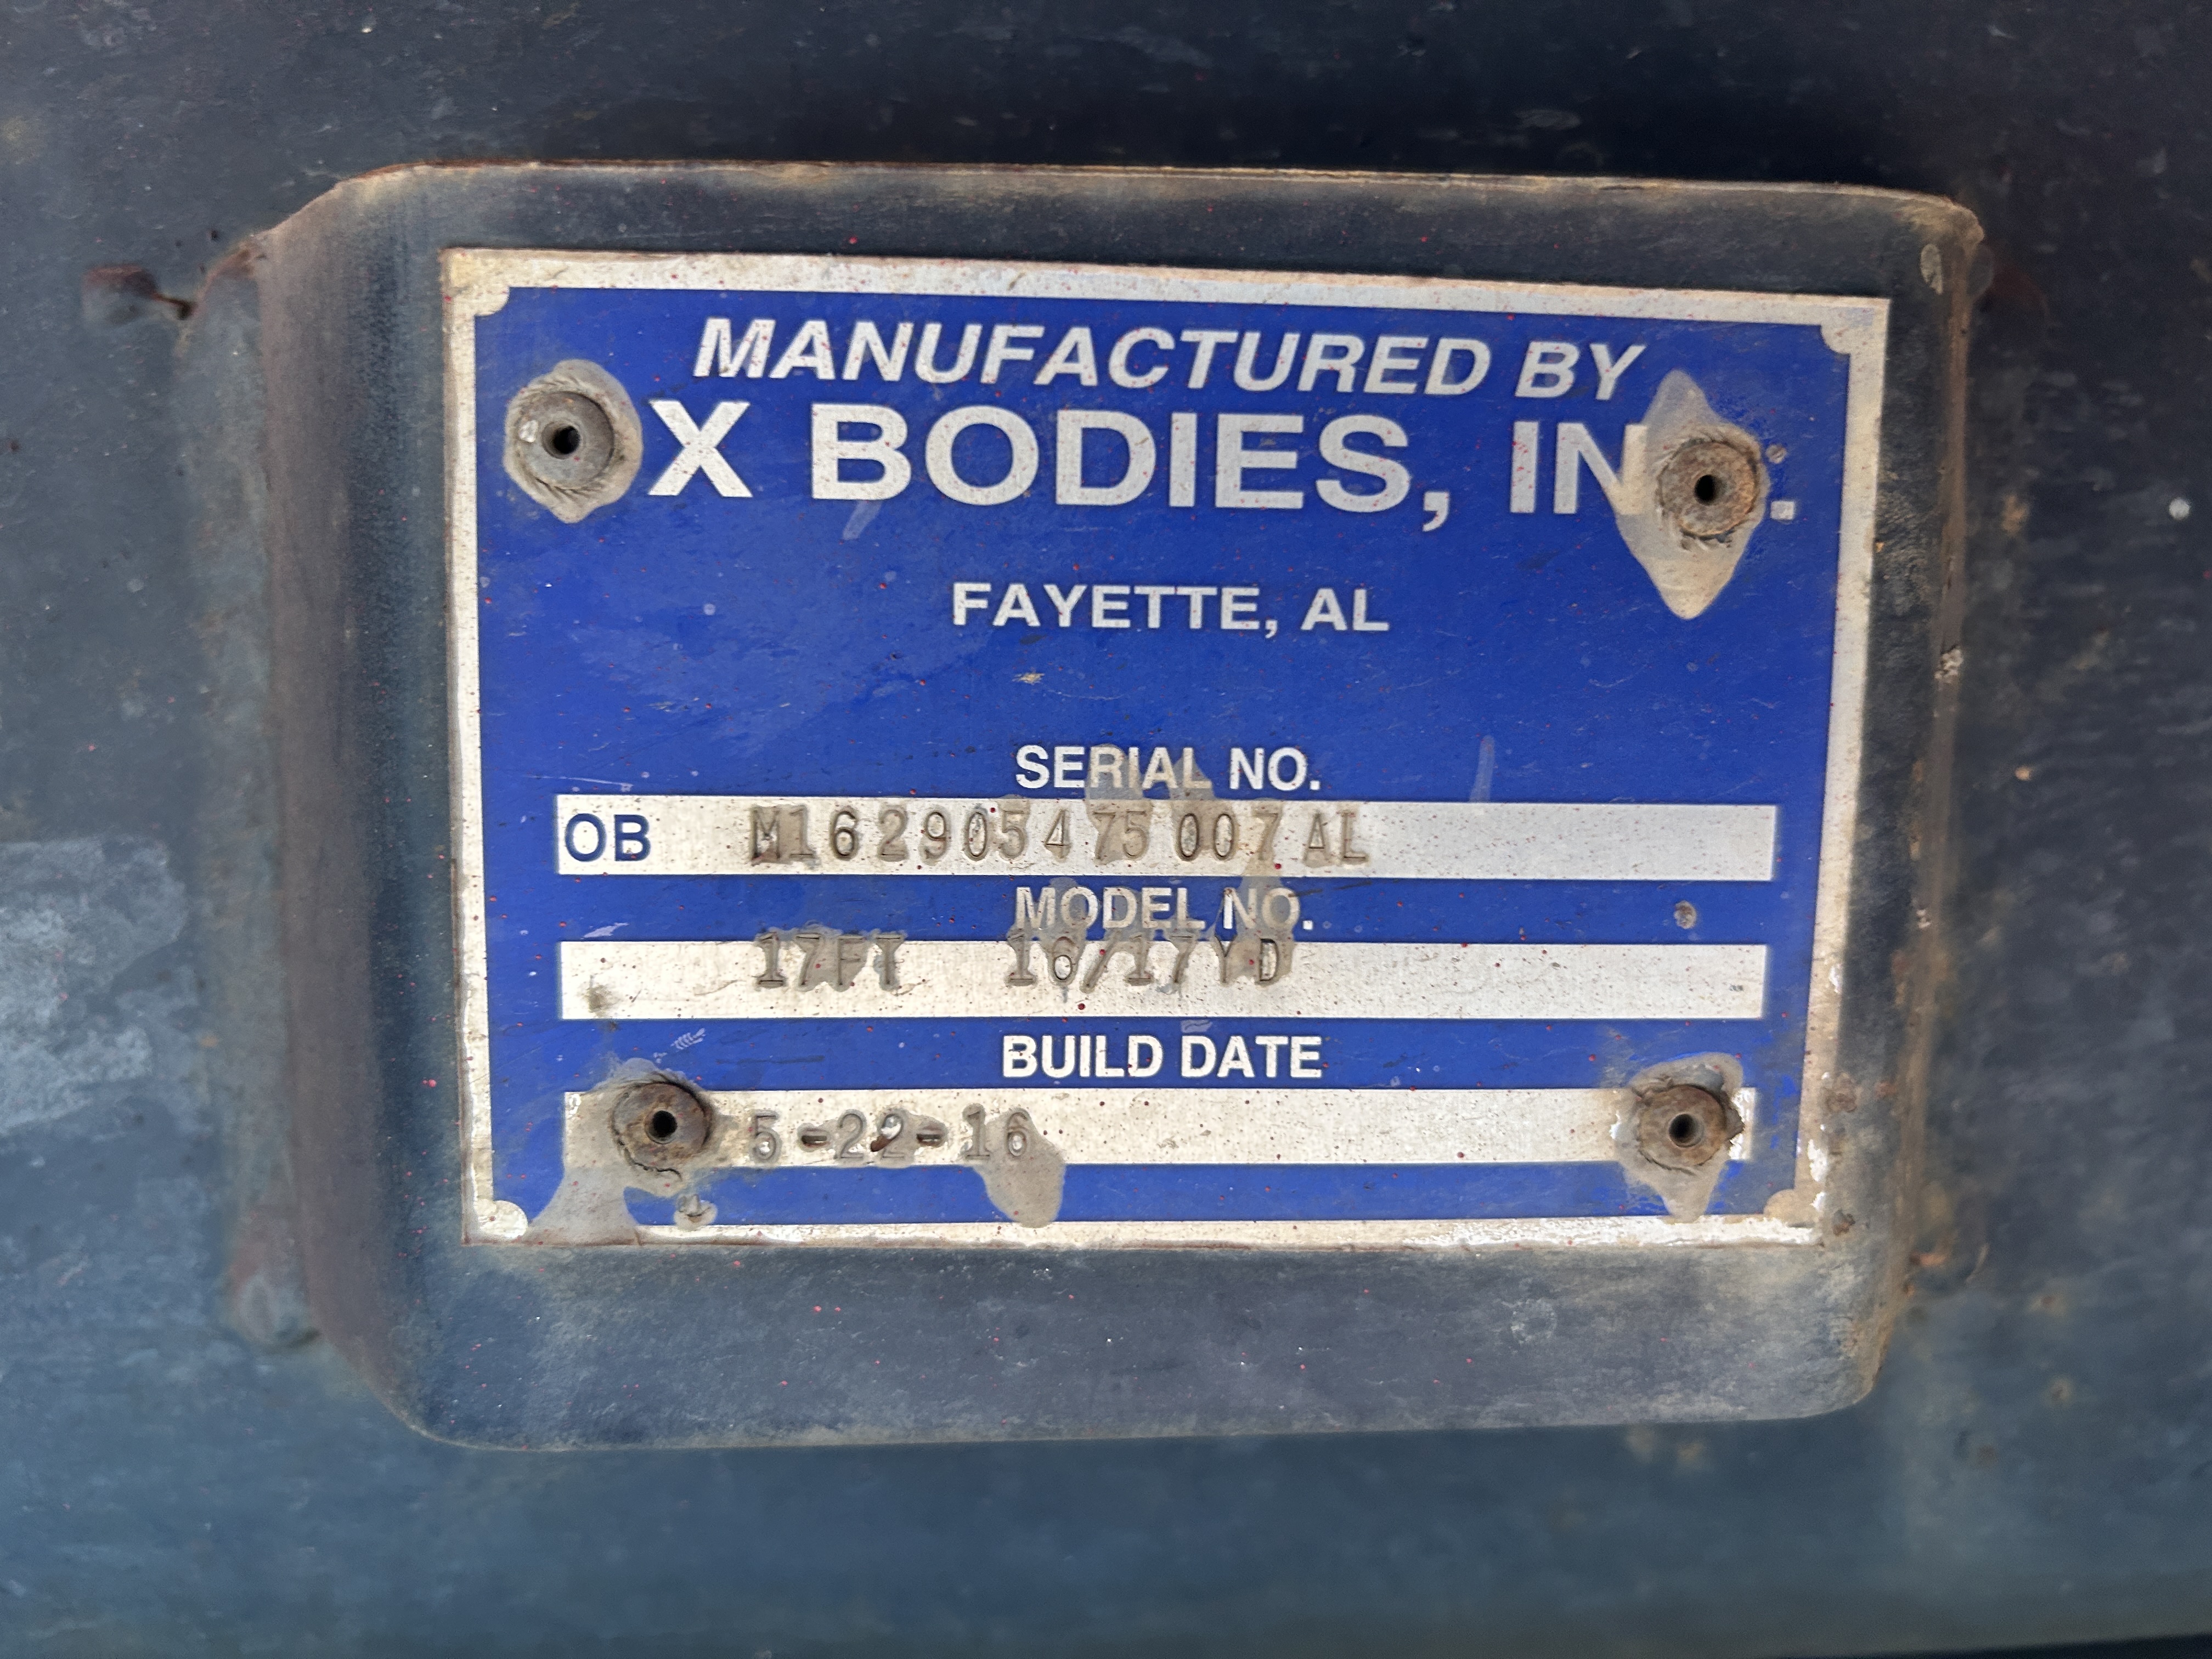 MANUFACTURED BY
X BODIES, IN .
FAYETTE, AL
SERIAL NO.
OB M162905475007AL
MODEL NO.
17FT 16/17YD
BUILD DATE
5-22-16